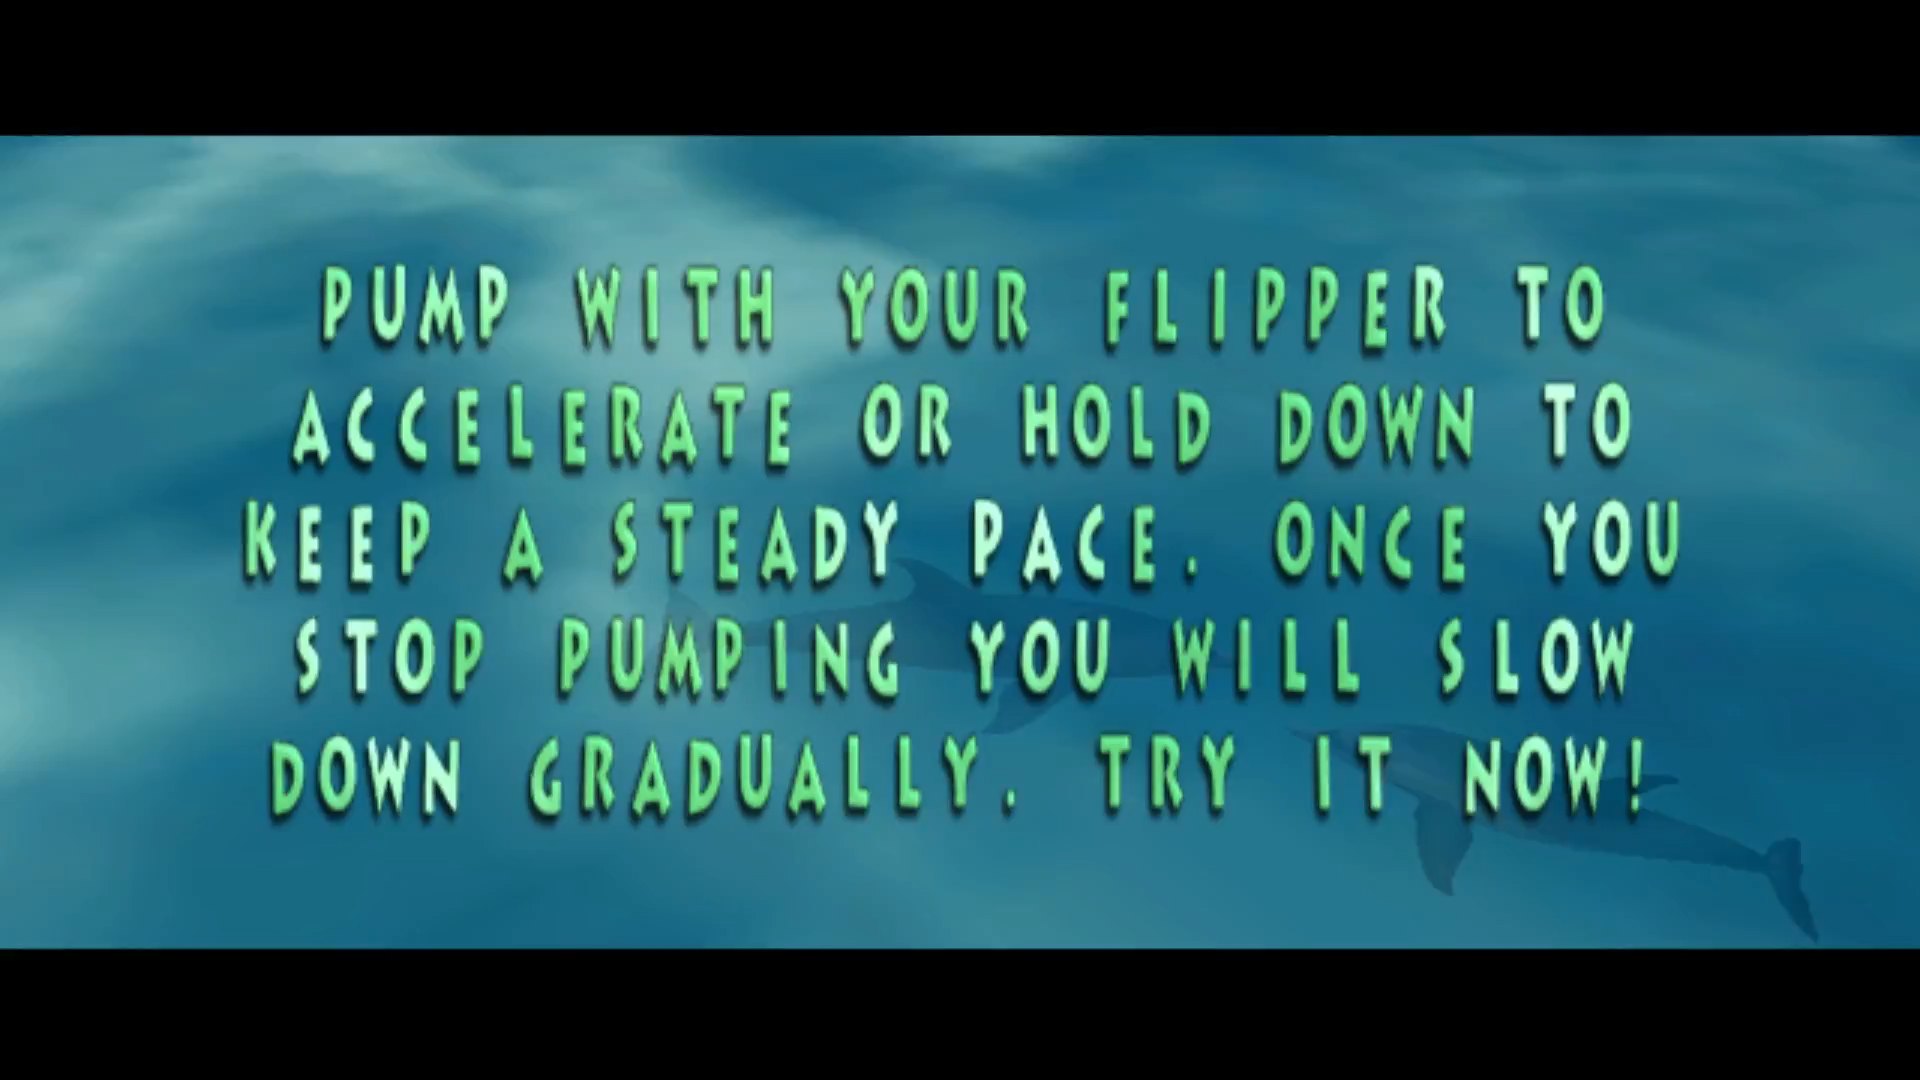 PUMP WITH YOUR FLIPPER TO
ACCELERATE OR HOLD DOWN TO
KEEP A STEADY PACE. ONCE YOU
STOP PUMPING YOU WILL SLOW
DOWN GRADUALLY. TRY IT NOW!